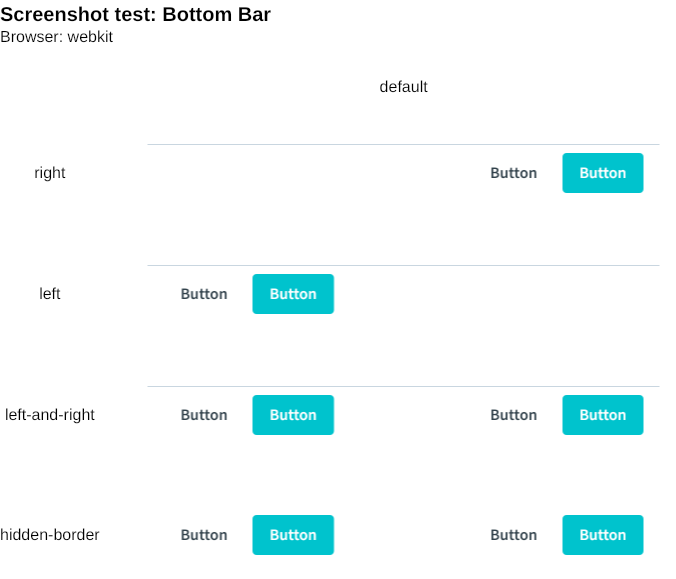 Screenshot test: Bottom Bar
Browser: webkit
default
right Button Button
left Button Button
left-and-right Button Button Button Button
hidden-border Button Button Button Button